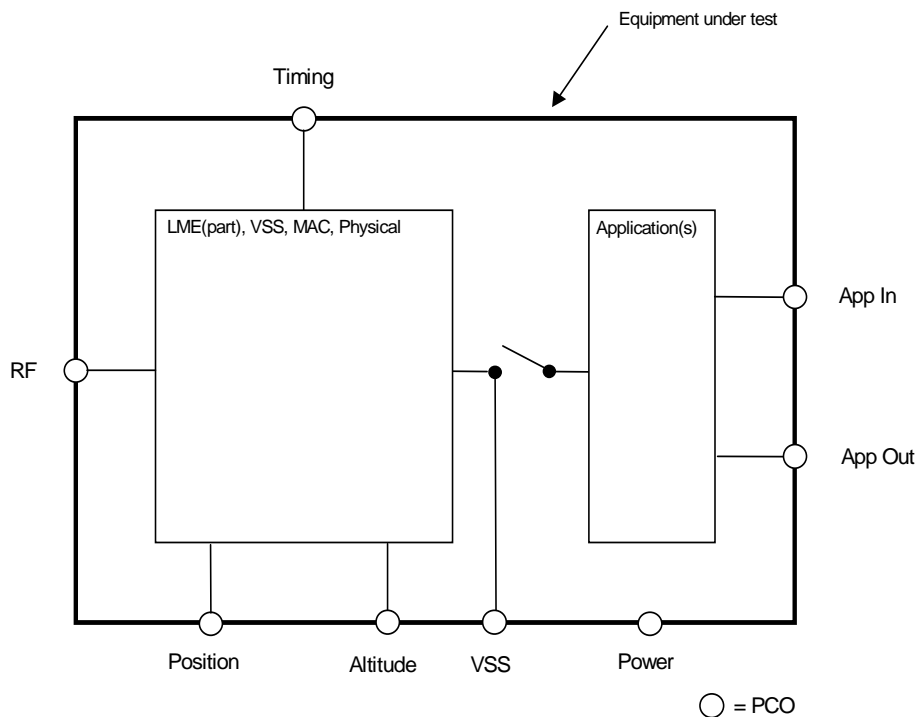 Equipment under test
Timing
LME(part), VSS, MAC, Physical
Application(s)
App In
RF
App Out
Position
Altitude
VSS
Power
= PCO